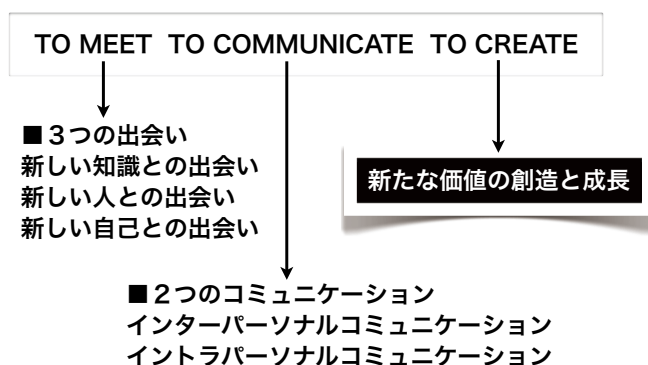 TO MEET TO COMMUNICATE TO CREATE
■３つの出会い
新しい知識との出会い
新しい人との出会い
新しい自己との出会い
新たな価値の創造と成長
■２つのコミュニケーション
インターパーソナルコミュニケーション
イントラパーソナルコミュニケーション